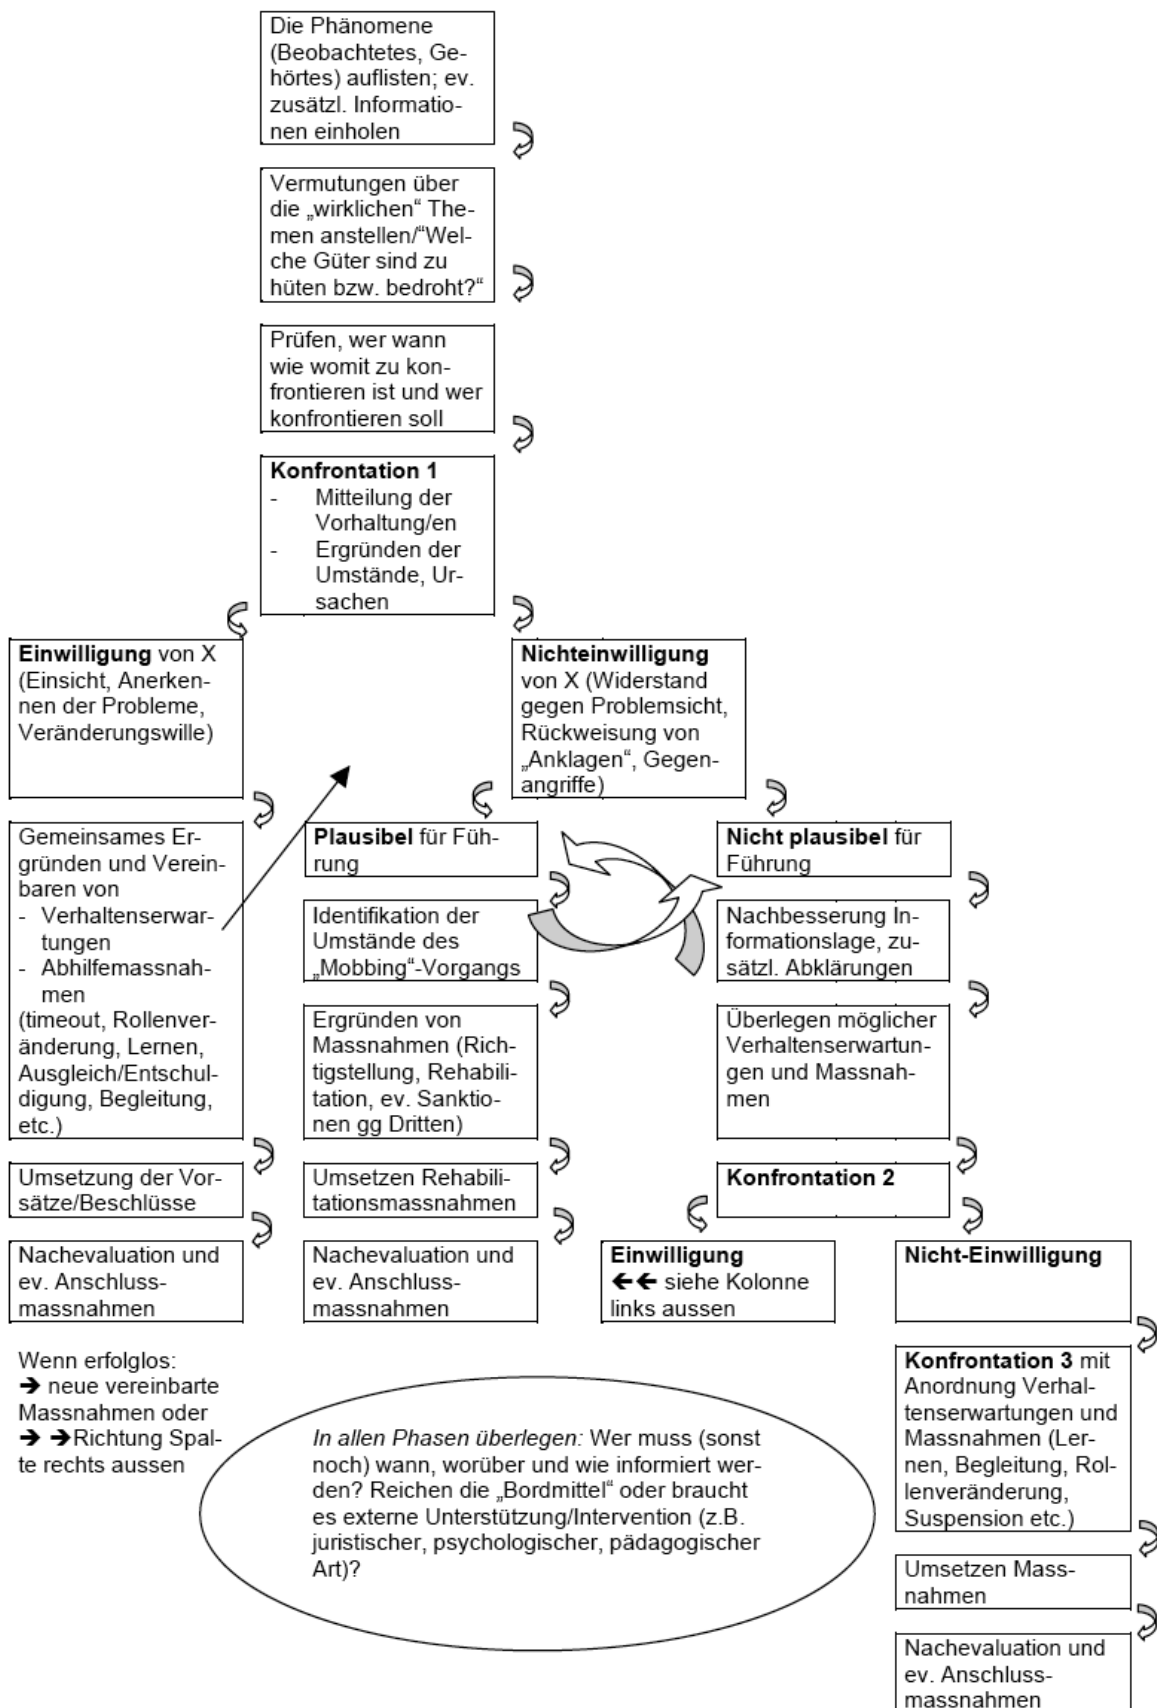 Die Phänomene
(Beobachtetes, Ge-
hörtes) auflisten; ev.
zusätzl. Informatio-
nen einholen
Vermutungen über
die „wirklichen“ The-
men anstellen/“Wel-
che Güter sind zu
hüten bzw. bedroht?“
Prüfen, wer wann
wie womit zu kon-
frontieren ist und wer
konfrontieren soll
Konfrontation 1
- Mitteilung der
Vorhaltung/en
- Ergründen der
Umstände, Ur-
sachen
Einwilligung von X
(Einsicht, Anerken-
nen der Probleme,
Veränderungswille)
Nichteinwilligung
von X (Widerstand
gegen Problemsicht,
Rückweisung von
„Anklagen“, Gegen-
angriffe)
Gemeinsames Er-
gründen und Verein-
baren von
- Verhaltenserwar-
tungen
- Abhilfemassnah-
men
(timeout, Rollenver-
änderung, Lernen,
Ausgleich/Entschul-
digung, Begleitung,
etc.)
Plausibel für Füh-
rung
Nicht plausibel für
Führung
Identifikation der
Umstände des
„Mobbing“-Vorgangs
Nachbesserung In-
formationslage, zu-
sätzl. Abklärungen
Ergründen von
Massnahmen (Rich-
tigstellung, Rehabili-
tation, ev. Sanktio-
nen gg Dritten)
Überlegen möglicher
Verhaltenserwartun-
gen und Massnah-
men
Umsetzung der Vor-
sätze/Beschlüsse
Umsetzen Rehabili-
tationsmassnahmen
Konfrontation 2
Nachevaluation und
ev. Anschluss-
massnahmen
Nachevaluation und
ev. Anschluss-
massnahmen
Einwilligung
←← siehe Kolonne
links aussen
Nicht-Einwilligung
Wenn erfolglos:
→ neue vereinbarte
Massnahmen oder
→ →Richtung Spal-
te rechts aussen
In allen Phasen überlegen: Wer muss (sonst
noch) wann, worüber und wie informiert wer-
den? Reichen die „Bordmittel“ oder braucht
es externe Unterstützung/Intervention (z.B.
juristischer, psychologischer, pädagogischer
Art)?
Konfrontation 3 mit
Anordnung Verhal-
tenserwartungen und
Massnahmen (Ler-
nen, Begleitung, Rol-
lenveränderung,
Suspension etc.)
Umsetzen Mass-
nahmen
Nachevaluation und
ev. Anschluss-
massnahmen